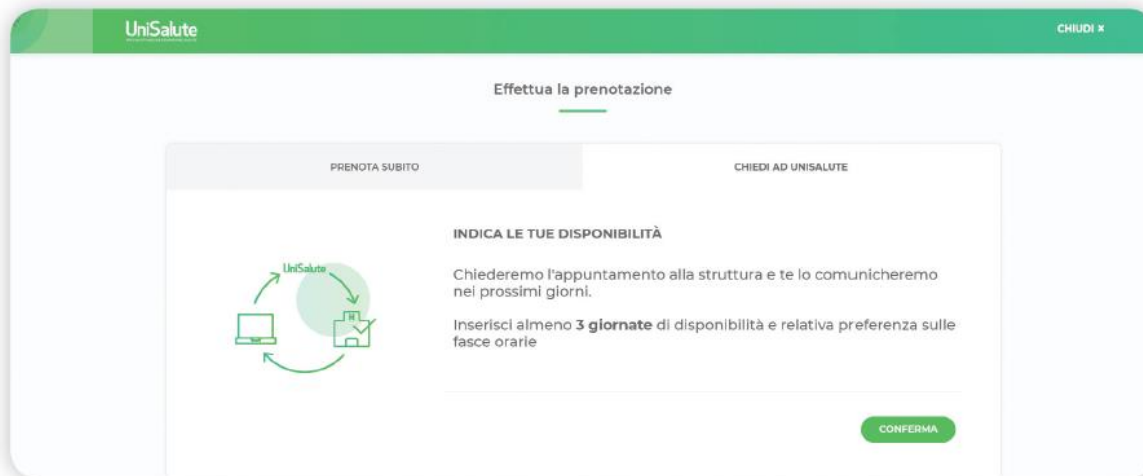 UniSalute
CHIUDI ×
Effettua la prenotazione
PRENOTA SUBITO
CHIEDI AD UNISALUTE
INDICA LE TUE DISPONIBILITÀ
UniSalute
Chiederemo l'appuntamento alla struttura e te lo comunicheremo
nei prossimi giorni.
Inserisci almeno 3 giornate di disponibilità e relativa preferenza sulle
fasce orarie
H
CONFERMA